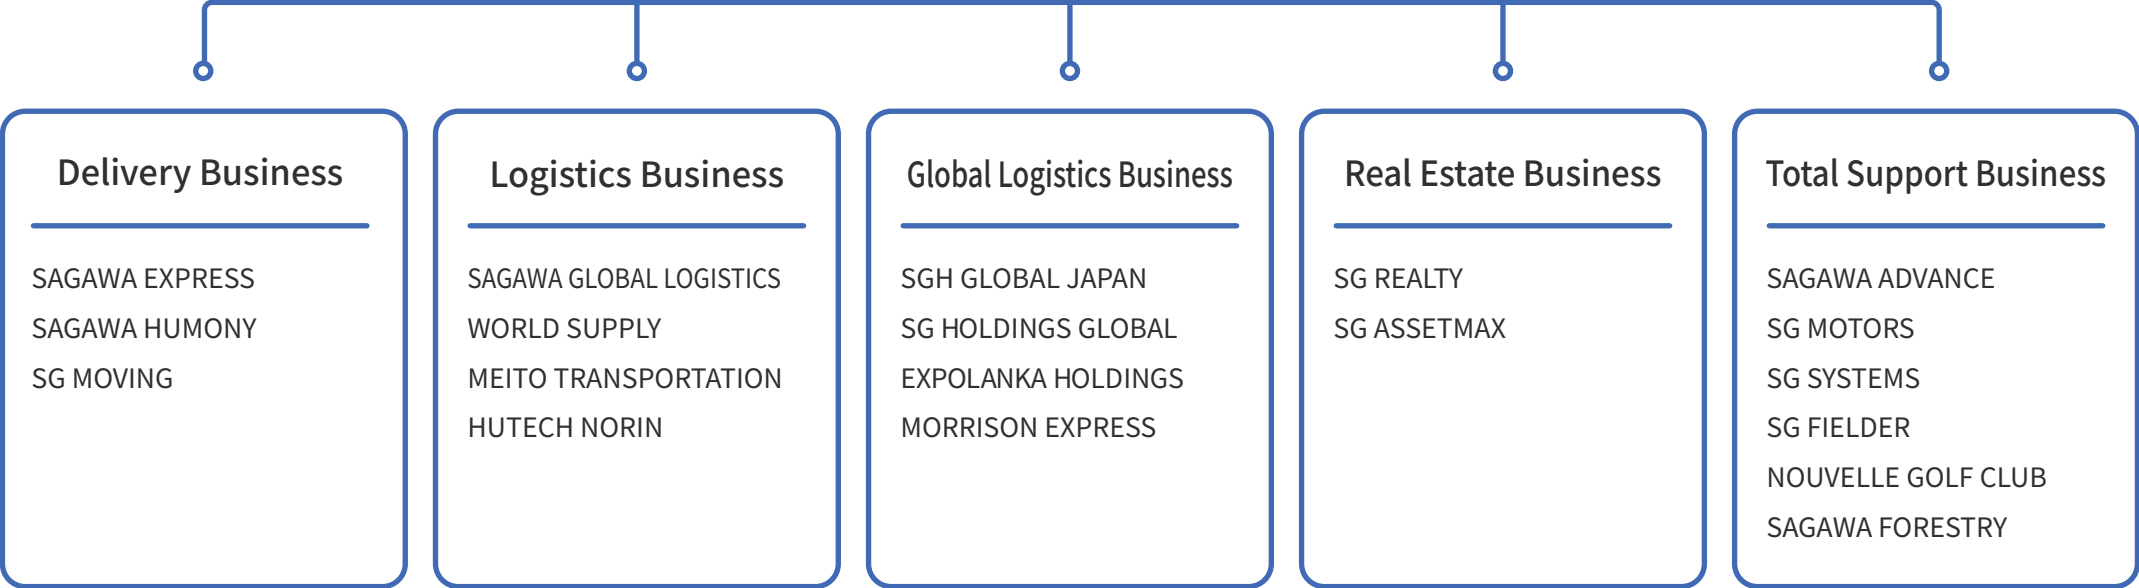 Delivery Business
SAGAWA EXPRESS
SAGAWA HUMONY
SG MOVING
Logistics Business
SAGAWA GLOBAL LOGISTICS
WORLD SUPPLY
MEITO TRANSPORTATION
HUTECH NORIN
Global Logistics Business
SGH GLOBAL JAPAN
SG HOLDINGS GLOBAL
EXPOLANKA HOLDINGS
MORRISON EXPRESS
Real Estate Business
SG REALTY
SG ASSETMAX
Total Support Business
SAGAWA ADVANCE
SG MOTORS
SG SYSTEMS
SG FIELDER
NOUVELLE GOLF CLUB
SAGAWA FORESTRY